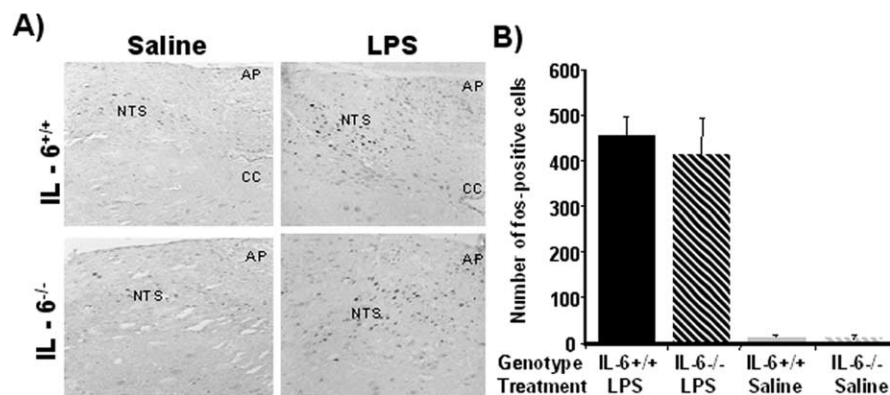 A)
Saline
LPS
IL - 6+/+
AP
NTS
CC
AP
NTS
CC
IL - 6-/-
AP
NTS
AP
NTS
B)
Number of fos-positive cells
600
500
400
300
200
100
0
Genotype IL-6+/+ IL-6-/- IL-6+/+ IL-6-/-
Treatment LPS LPS Saline Saline